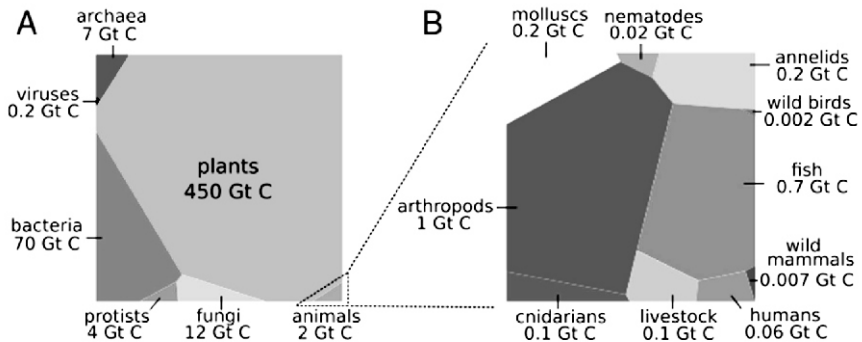 A
archaea
7 Gt C
viruses
0.2 Gt C
plants
450 Gt C
bacteria
70 Gt C
protists
4 Gt C
fungi
12 Gt C
animals
2 Gt C
B
molluscs
0.2 Gt C
nematodes
0.02 Gt C
annelids
0.2 Gt C
wild birds
0.002 Gt C
fish
0.7 Gt C
arthropods
1 Gt C
wild
mammals
0.007 Gt C
cnidarians
0.1 Gt C
livestock
0.1 Gt C
humans
0.06 Gt C